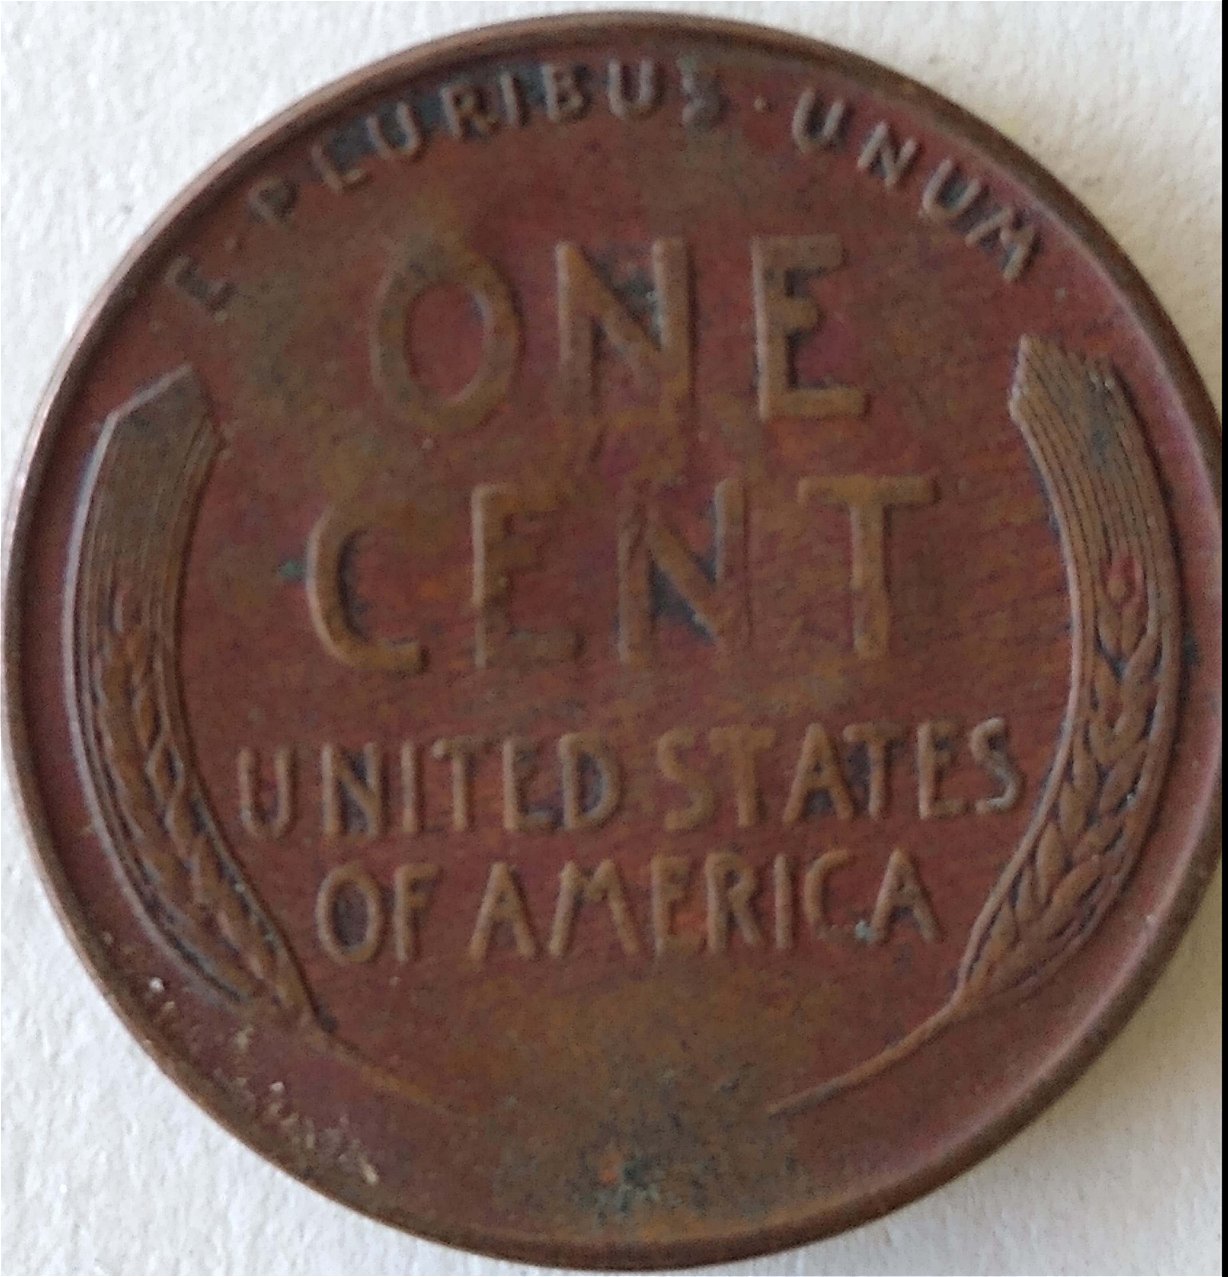 E PLURIBUS · UNUM
ONE
CENT
UNITED STATES
OF AMERICA